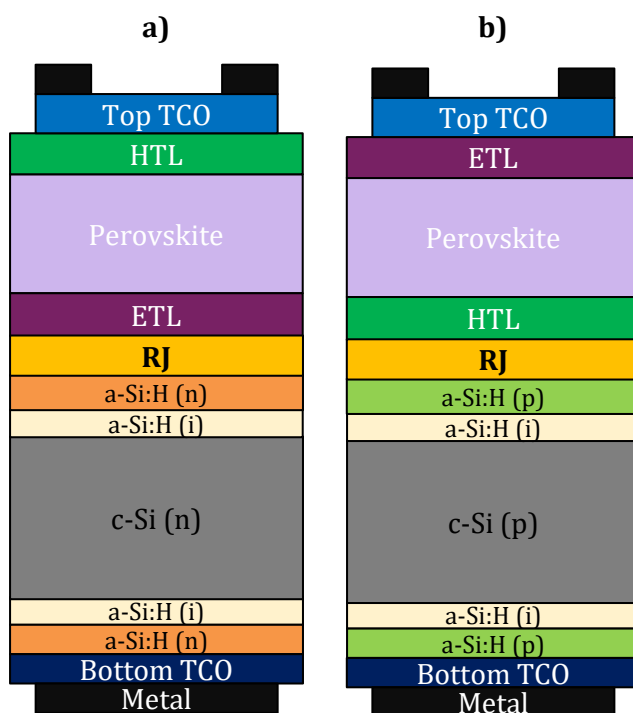 a)
Top TCO
HTL
Perovskite
ETL
RJ
a-Si:H (n)
a-Si:H (i)
c-Si (n)
a-Si:H (i)
a-Si:H (n)
Bottom TCO
Metal
b)
Top TCO
ETL
Perovskite
HTL
RJ
a-Si:H (p)
a-Si:H (i)
c-Si (p)
a-Si:H (i)
a-Si:H (p)
Bottom TCO
Metal